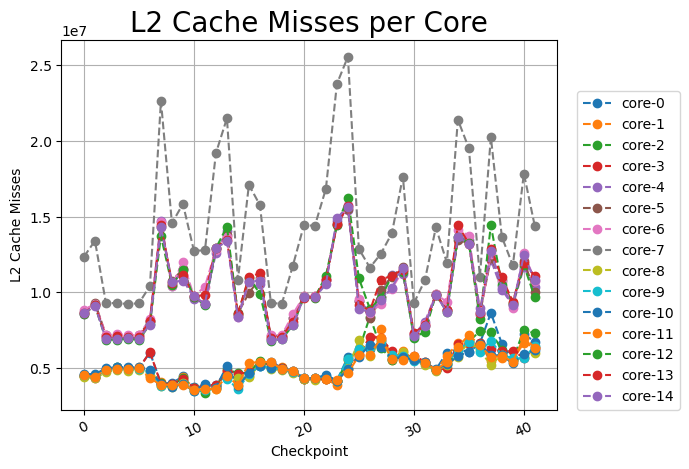 L2 Cache Misses per Core
1e7
2.5
2.0
1.5
1.0
0.5
L2 Cache Misses
0
10
20
30
40
Checkpoint
core-0
core-1
core-2
core-3
core-4
core-5
core-6
core-7
core-8
core-9
core-10
core-11
core-12
core-13
core-14